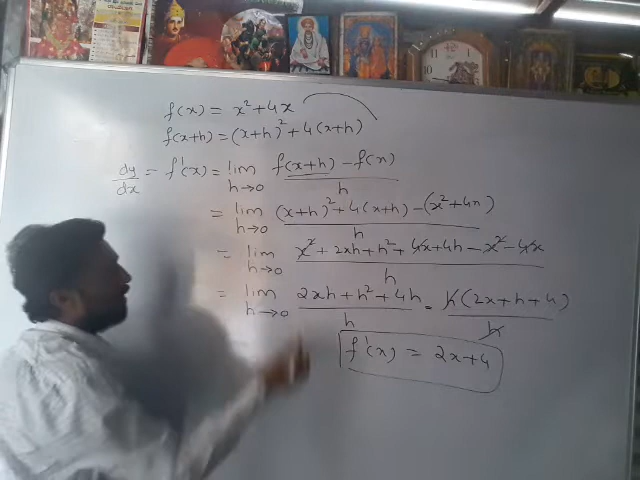 f(x) = x² + 4x
f(x+h) = (x+h)² + 4(x+h)
dy/dx = f'(x) = lim h→0 f(x+h) − f(x) / h
= lim h→0 (x+h)² + 4(x+h) − (x² + 4x) / h
= lim h→0 x² + 2xh + h² + 4x + 4h − x² − 4x / h
= lim h→0 2xh + h² + 4h / h = h(2x + h + 4) / h
f'(x) = 2x + 4